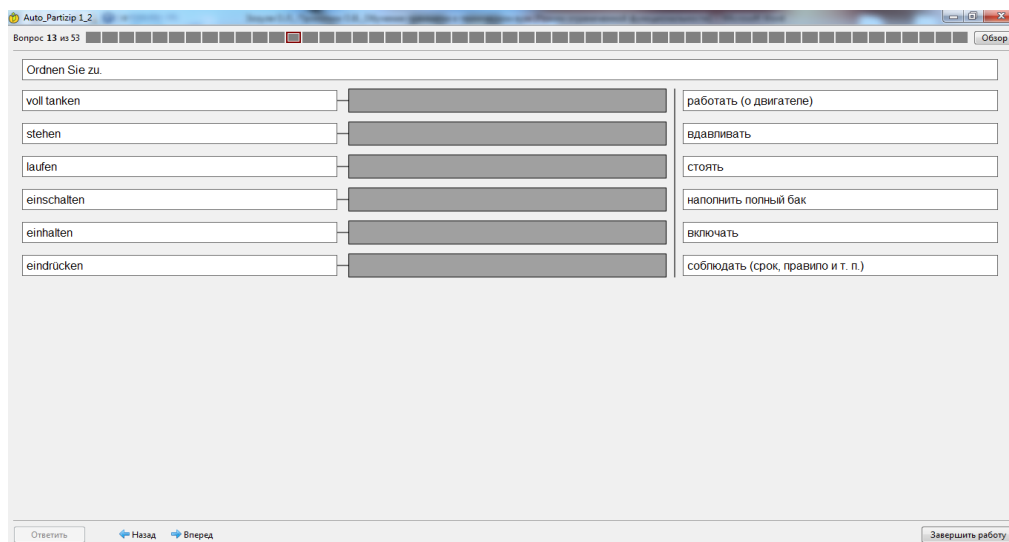 Auto_Partizip 1_2
Вопрос 13 из 53
Обзор
Ordnen Sie zu.
voll tanken
работать (о двигателе)
stehen
вдавливать
laufen
стоять
einschalten
наполнить полный бак
einhalten
включать
eindrücken
соблюдать (срок, правило и т. п.)
Ответить
Назад
Вперед
Завершить работу